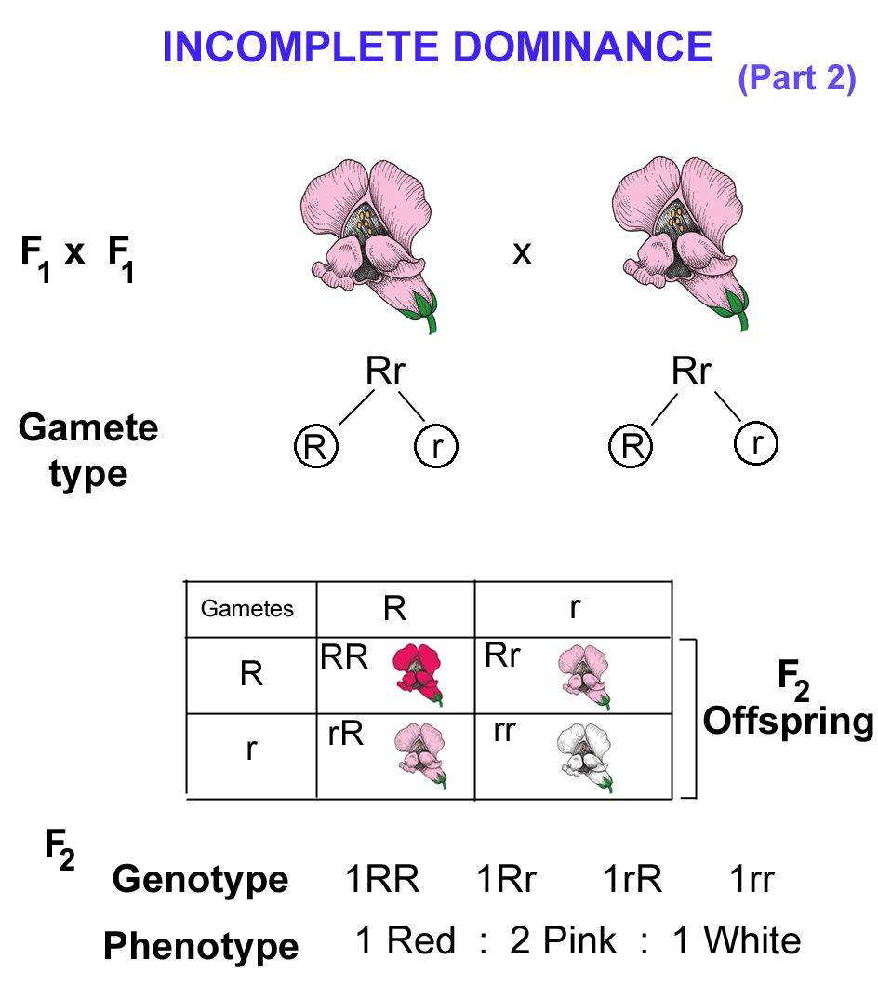 INCOMPLETE DOMINANCE
(Part 2)
F1 x F1
x
Rr Rr
Gamete
type
R r R r
Gametes R r
R RR Rr
r rR rr
F2
Offspring
F2
Genotype 1RR 1Rr 1rR 1rr
Phenotype 1 Red : 2 Pink : 1 White